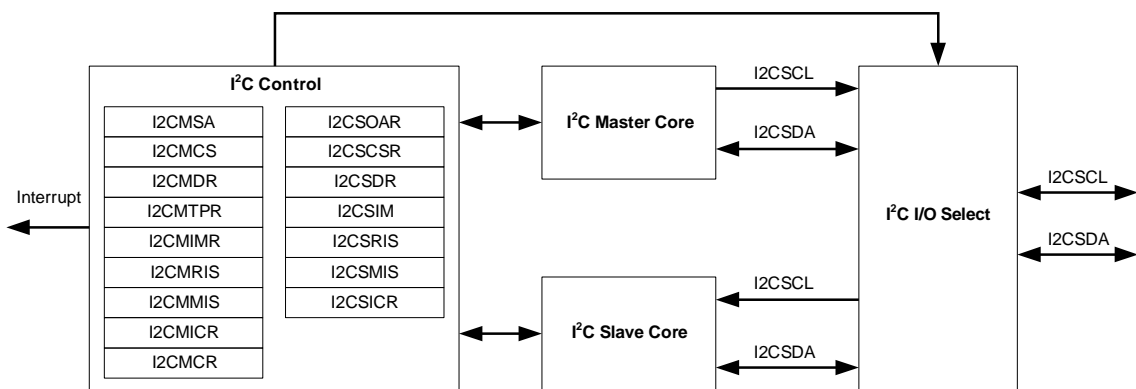 I²C Control
I2CMSA
I2CMCS
I2CMDR
I2CMTPR
I2CMIMR
I2CMRIS
I2CMMIS
I2CMICR
I2CMCR
I2CSOAR
I2CSCSR
I2CSDR
I2CSIM
I2CSRIS
I2CSMIS
I2CSICR
Interrupt
I²C Master Core
I2CSCL
I2CSDA
I²C Slave Core
I2CSCL
I2CSDA
I²C I/O Select
I2CSCL
I2CSDA